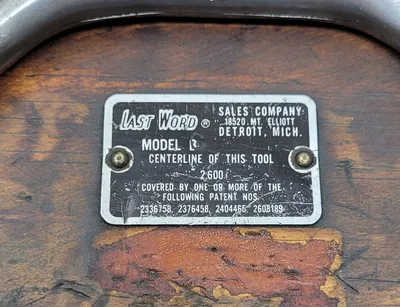 LAST WORD® SALES COMPANY
18520 MT. ELLIOTT
DETROIT, MICH.
MODEL
CENTERLINE OF THIS TOOL
2.600
COVERED BY ONE OR MORE OF THE
FOLLOWING PATENT NOS.
2336758, 2376458, 2404465, 2608189